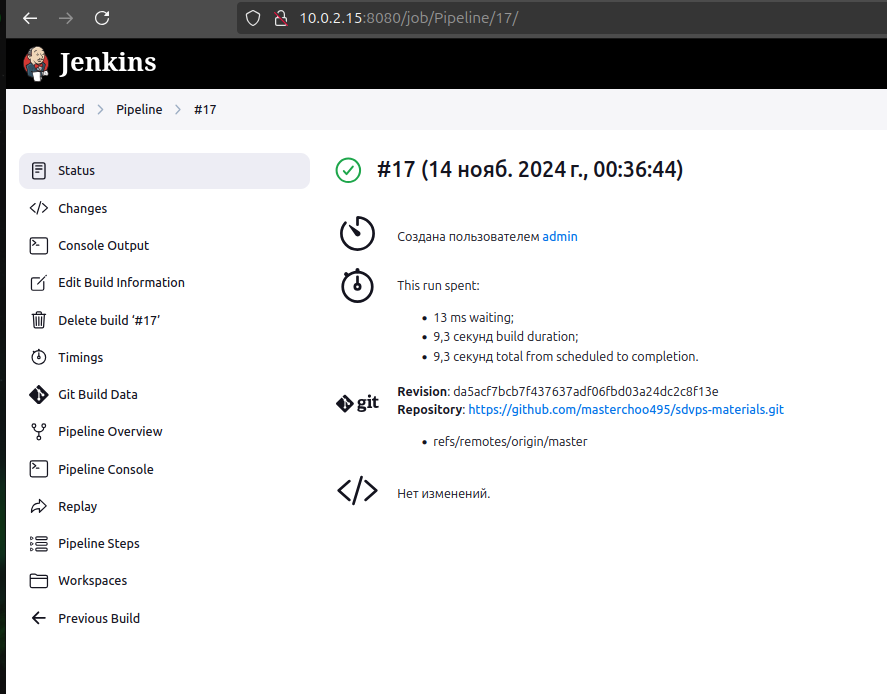 10.0.2.15:8080/job/Pipeline/17/
Jenkins
Dashboard > Pipeline > #17
Status
Changes
Console Output
Edit Build Information
Delete build ‘#17’
Timings
Git Build Data
Pipeline Overview
Pipeline Console
Replay
Pipeline Steps
Workspaces
Previous Build
#17 (14 нояб. 2024 г., 00:36:44)
Создана пользователем admin
This run spent:
• 13 ms waiting;
• 9,3 секунд build duration;
• 9,3 секунд total from scheduled to completion.
git
Revision: da5acf7bcb7f437637adf06fbd03a24dc2c8f13e
Repository: https://github.com/masterchoo495/sdvps-materials.git
• refs/remotes/origin/master
Нет изменений.